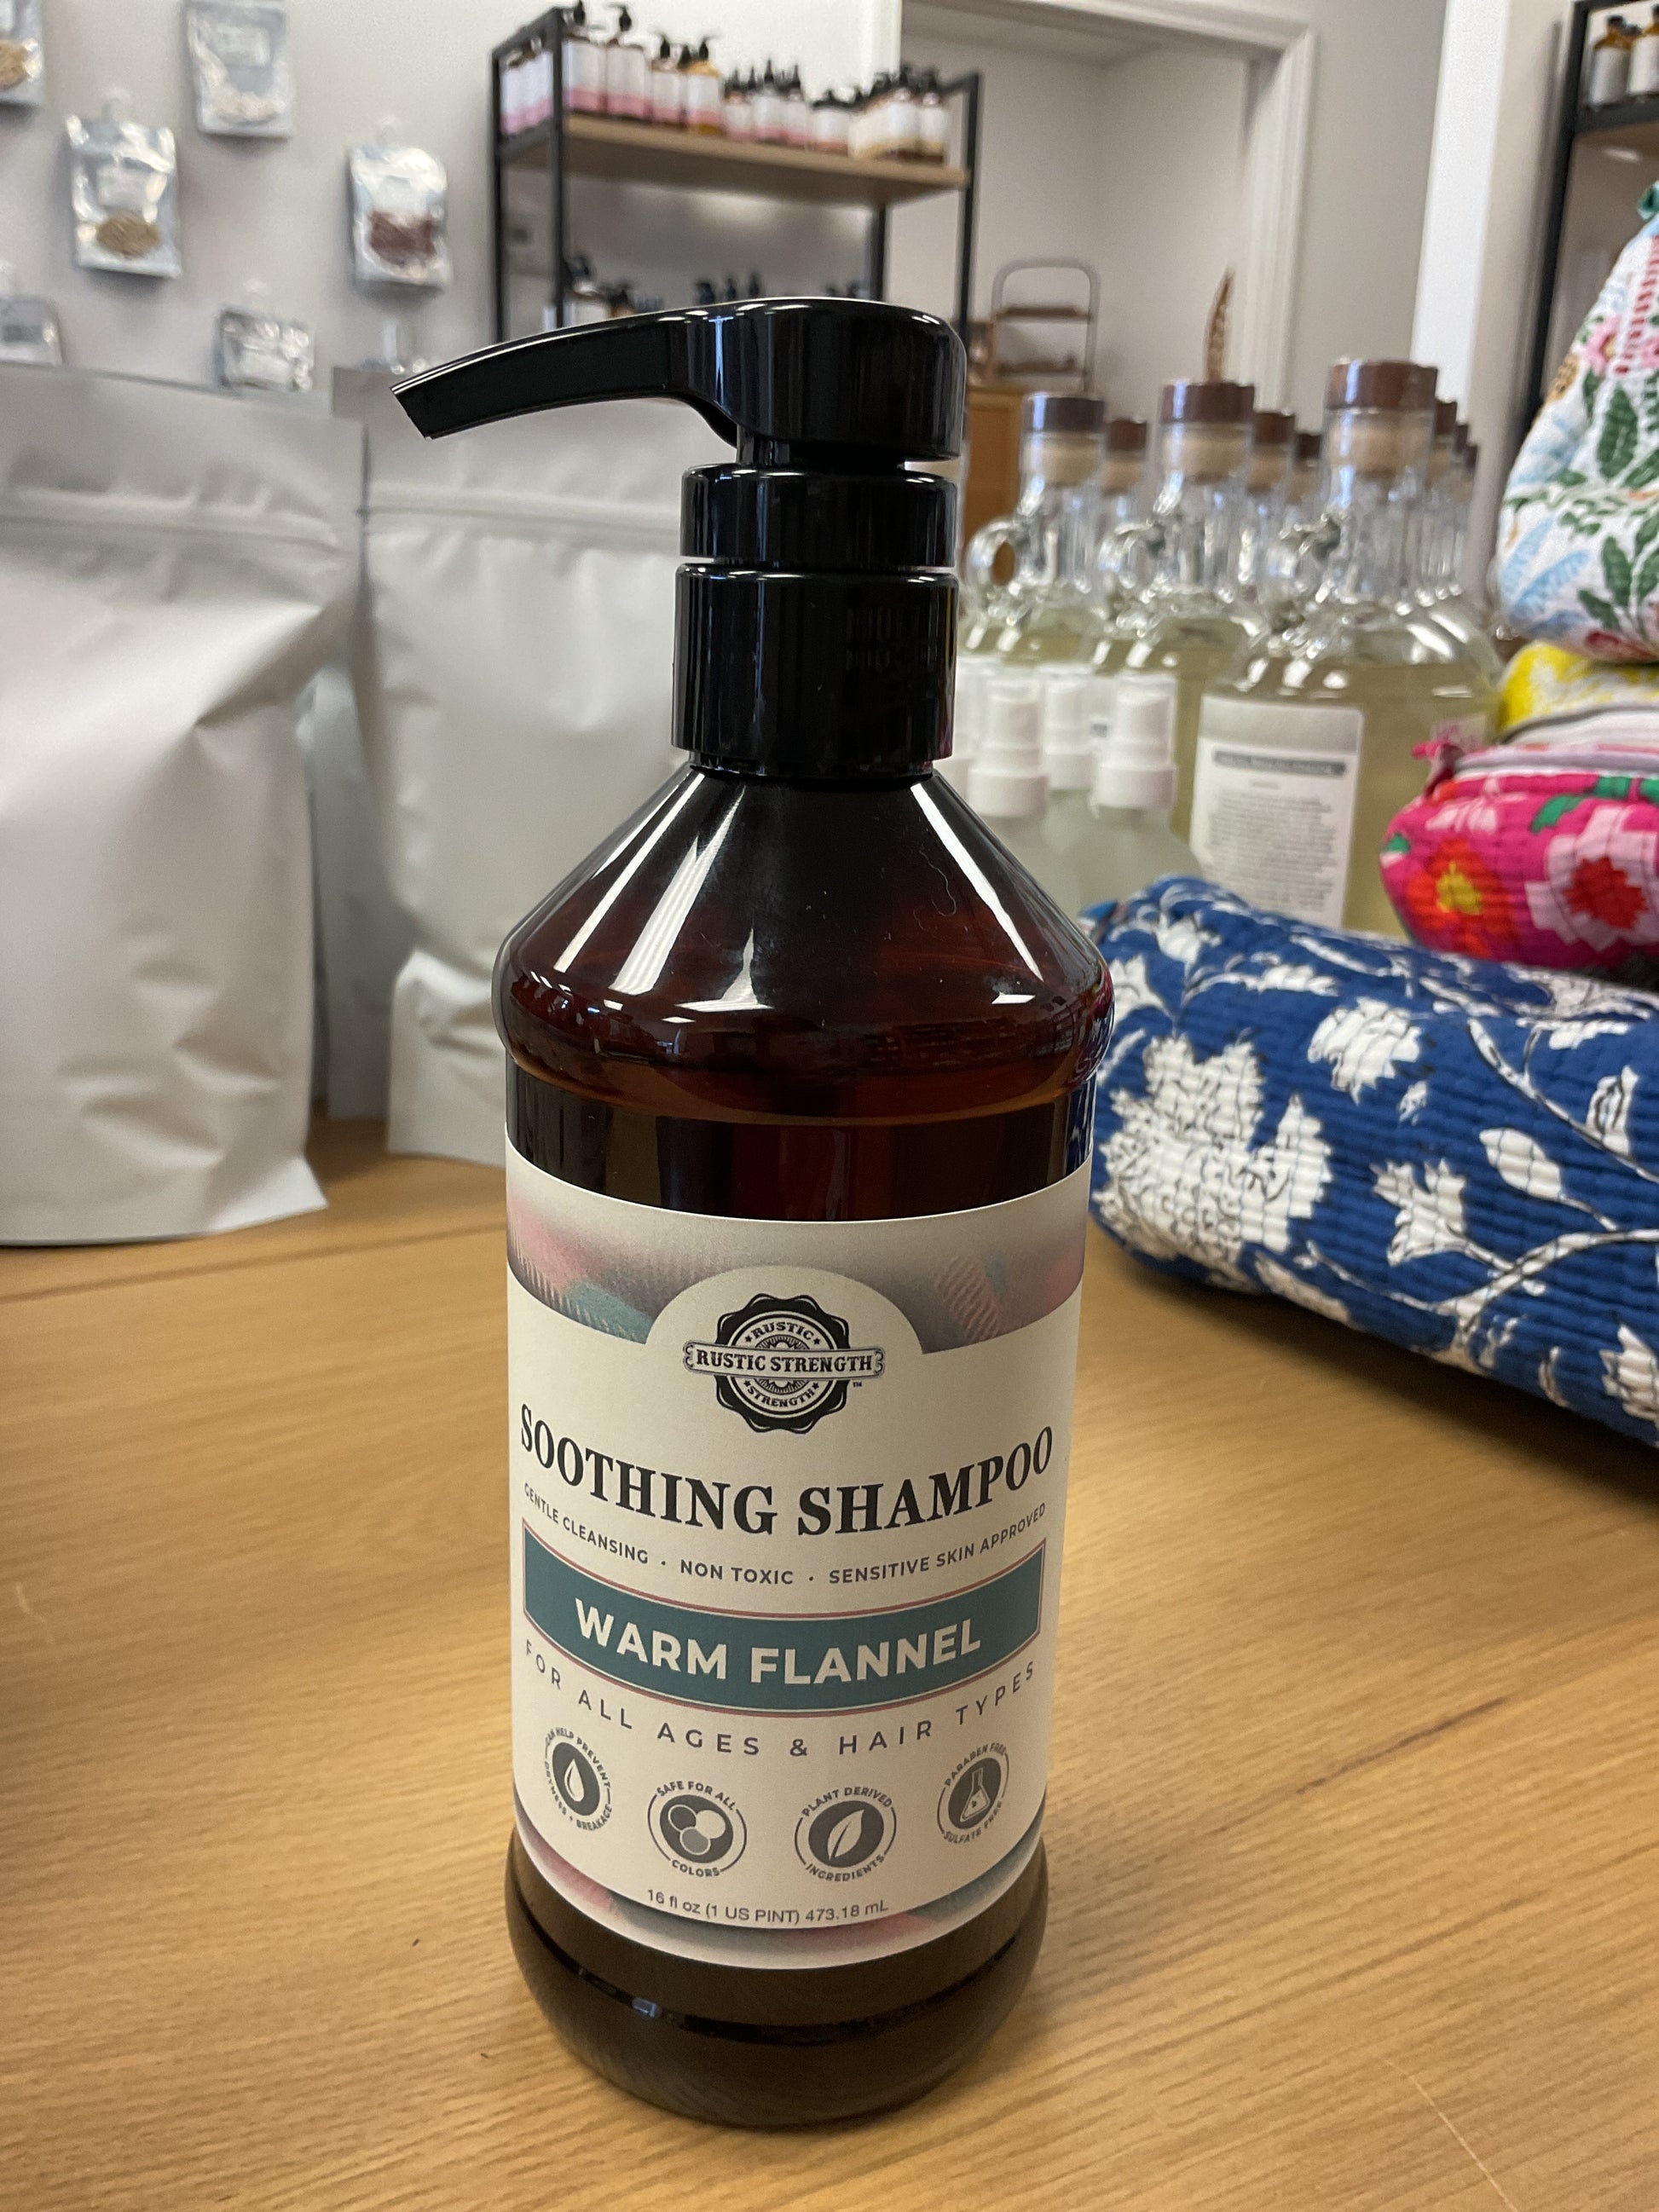 RUSTIC
RUSTIC STRENGTH™
STRENGTH
SOOTHING SHAMPOO
GENTLE CLEANSING · NON TOXIC · SENSITIVE SKIN APPROVED
WARM FLANNEL
FOR ALL AGES & HAIR TYPES
CAN HELP PREVENT
DRYNESS + BREAKAGE
SAFE FOR ALL
COLORS
PLANT DERIVED
INGREDIENTS
PARABEN FREE
SULFATE FREE
16 fl oz (1 US PINT) 473.18 mL